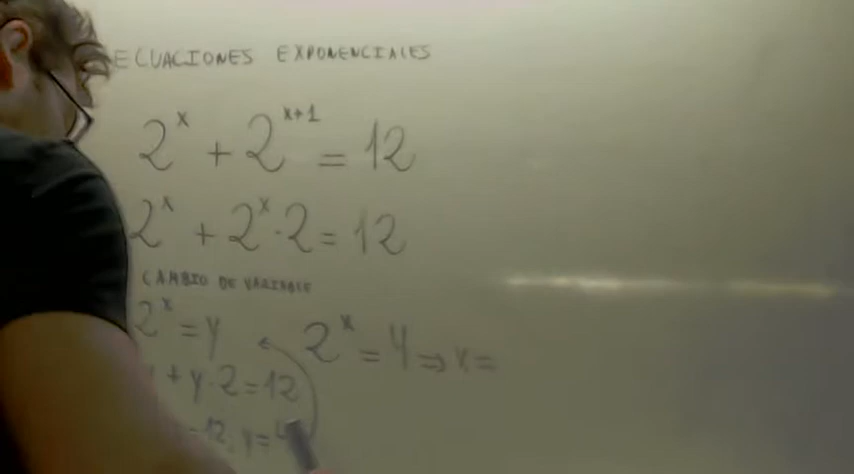 ECUACIONES EXPONENCIALES
2^x + 2^(x+1) = 12
2^x + 2^x · 2 = 12
CAMBIO DE VARIABLE
2^x = y
2^x = 4 ⇒ x =
+ y · 2 = 12
= 12; y = 4